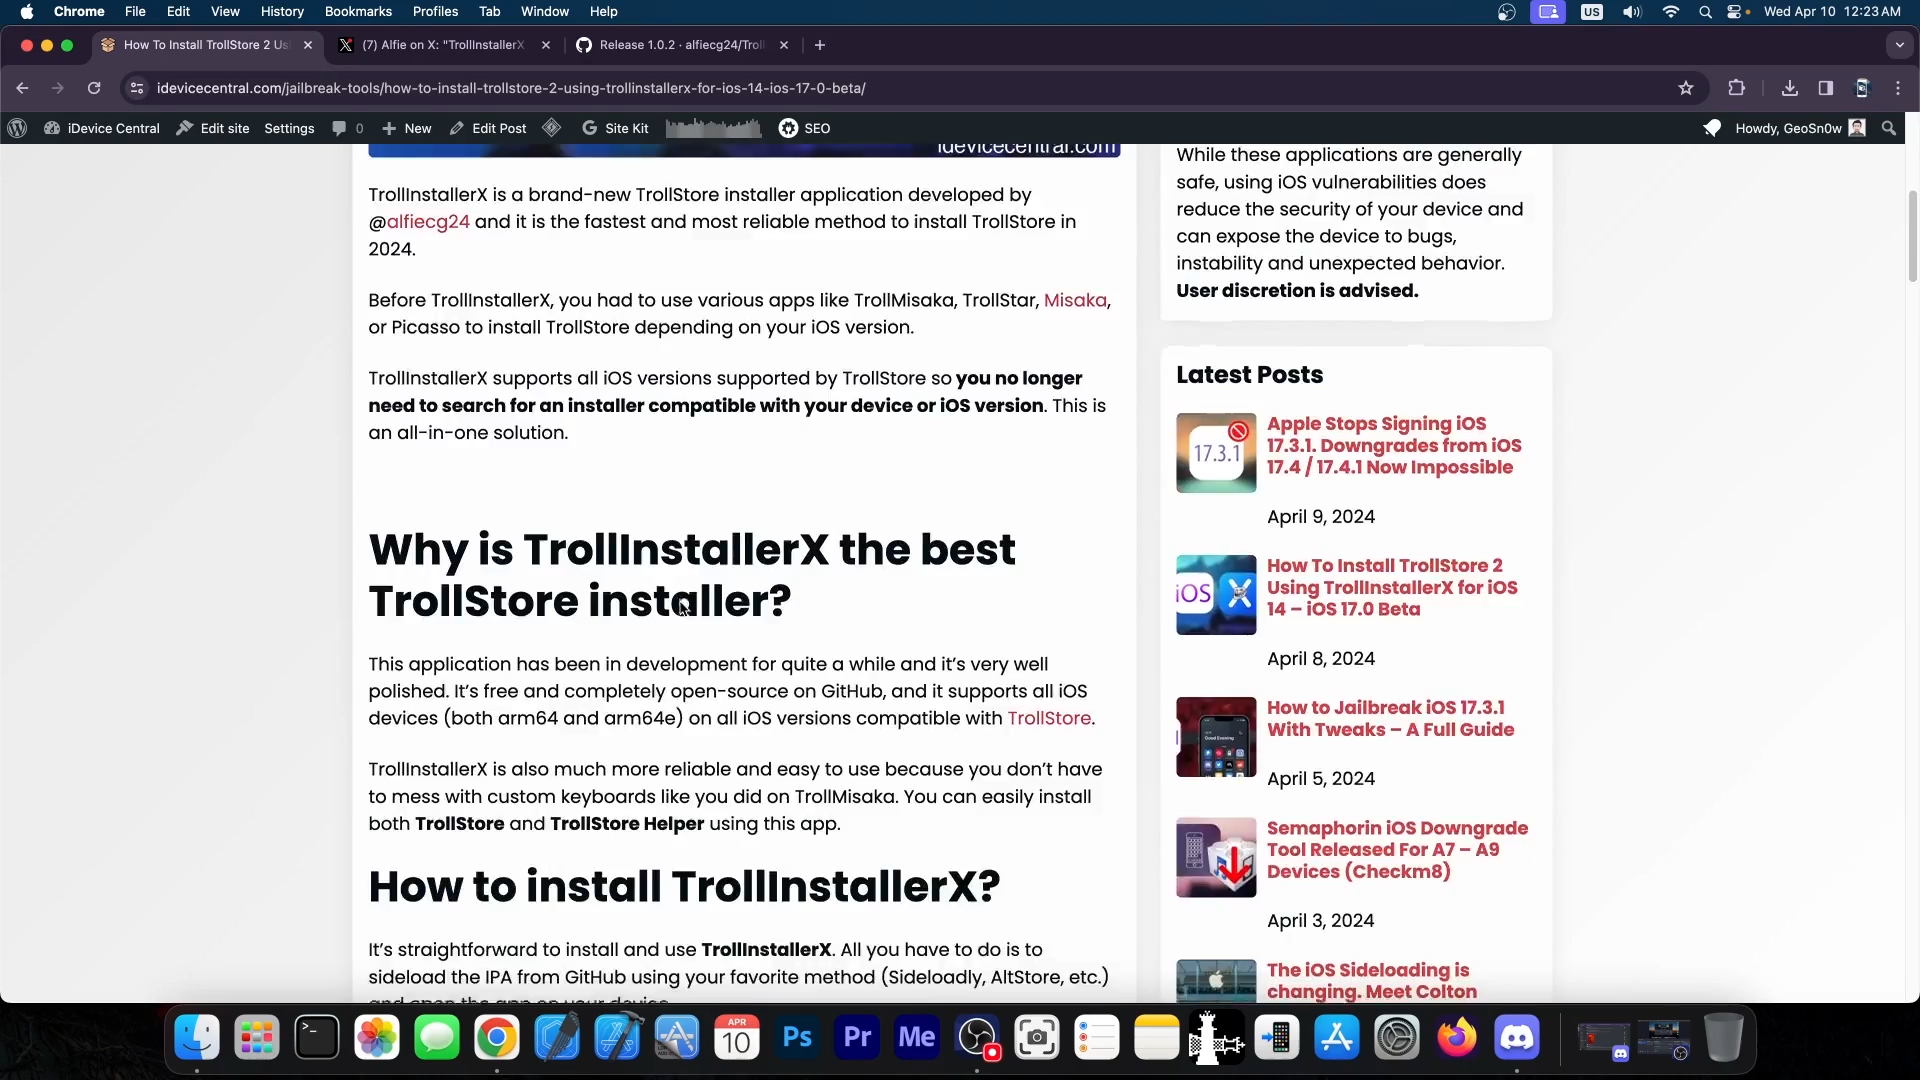 Chrome File Edit View History Bookmarks Profiles Tab Window Help
US
Wed Apr 10 12:23 AM
How To Install TrollStore 2 Us
(7) Alfie on X: "TrollInstallerX
Release 1.0.2 · alfiecg24/Troll
idevicecentral.com/jailbreak-tools/how-to-install-trollstore-2-using-trollinstallerx-for-ios-14-ios-17-0-beta/
iDevice Central Edit site Settings 0 New Edit Post Site Kit SEO
Howdy, GeoSn0w
idevicecentral.com
TrollInstallerX is a brand-new TrollStore installer application developed by
@alfiecg24 and it is the fastest and most reliable method to install TrollStore in
2024.
Before TrollInstallerX, you had to use various apps like TrollMisaka, TrollStar, Misaka,
or Picasso to install TrollStore depending on your iOS version.
TrollInstallerX supports all iOS versions supported by TrollStore so you no longer
need to search for an installer compatible with your device or iOS version. This is
an all-in-one solution.
Why is TrollInstallerX the best
TrollStore installer?
This application has been in development for quite a while and it's very well
polished. It's free and completely open-source on GitHub, and it supports all iOS
devices (both arm64 and arm64e) on all iOS versions compatible with TrollStore.
TrollInstallerX is also much more reliable and easy to use because you don't have
to mess with custom keyboards like you did on TrollMisaka. You can easily install
both TrollStore and TrollStore Helper using this app.
How to install TrollInstallerX?
It's straightforward to install and use TrollInstallerX. All you have to do is to
sideload the IPA from GitHub using your favorite method (Sideloadly, AltStore, etc.)
and open the app on your device.
While these applications are generally
safe, using iOS vulnerabilities does
reduce the security of your device and
can expose the device to bugs,
instability and unexpected behavior.
User discretion is advised.
Latest Posts
17.3.1
Apple Stops Signing iOS
17.3.1. Downgrades from iOS
17.4 / 17.4.1 Now Impossible
April 9, 2024
iOS
How To Install TrollStore 2
Using TrollInstallerX for iOS
14 – iOS 17.0 Beta
April 8, 2024
How to Jailbreak iOS 17.3.1
With Tweaks – A Full Guide
April 5, 2024
Semaphorin iOS Downgrade
Tool Released For A7 – A9
Devices (Checkm8)
April 3, 2024
The iOS Sideloading is
changing. Meet Colton
APR
10
Ps
Pr
Me